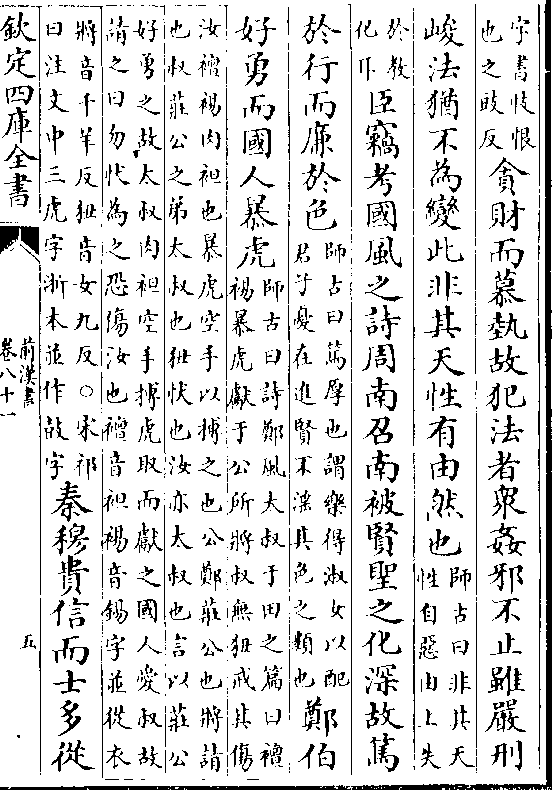 字書忮恨
也之豉反
貪財而慕埶故犯法者衆姦邪不止雖嚴刑
峻法猶不為變此非其天性有由然也
師古曰非其天
性自惡由上失
於教
化耳
臣竊考國風之詩周南召南被賢聖之化深故篤
於行而廉於色
師古曰篤厚也謂樂得淑女以配
君子憂在進賢不淫其色之類也
鄭伯
好勇而國人暴虎
師古曰詩鄭風大叔于田之篇曰襢
裼暴虎獻于公所將叔無狃戒其傷
汝襢裼肉袒也暴虎空手以搏之也公鄭莊公也將請
也叔莊公之弟太叔也狃忕也汝亦太叔也言以莊公
好勇之故太叔肉袒空手搏虎取而獻之國人愛叔故
請之曰勿忕為之恐傷汝也襢音袒裼音錫字並從衣
將音千羊反狃音女九反○宋祁
曰注文中三虎字浙本並作故字
秦穆貴信而士多從
欽定四庫全書
前漢書
卷八十一
五